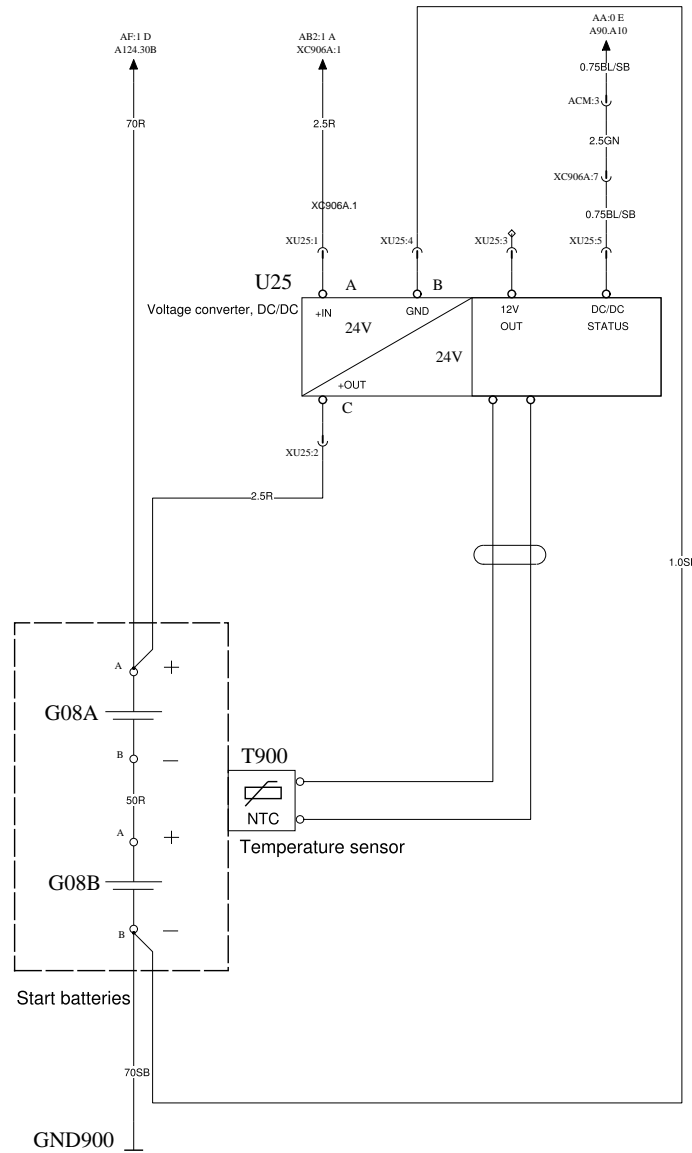 AF:1 D
A124.30B
AB2:1 A
XC906A:1
AA:0 E
A90.A10
0.75BL/SB
ACM:3
70R
2.5R
2.5GN
XC906A:7
XC906A.1
0.75BL/SB
XU25:1
XU25:4
XU25:3
XU25:5
U25
A
B
Voltage converter, DC/DC
+IN
GND
12V
OUT
DC/DC
STATUS
24V
24V
+OUT
C
XU25:2
2.5R
1.0SI
A
+
G08A
B
−
T900
50R
NTC
A
+
Temperature sensor
G08B
B
−
Start batteries
70SB
GND900